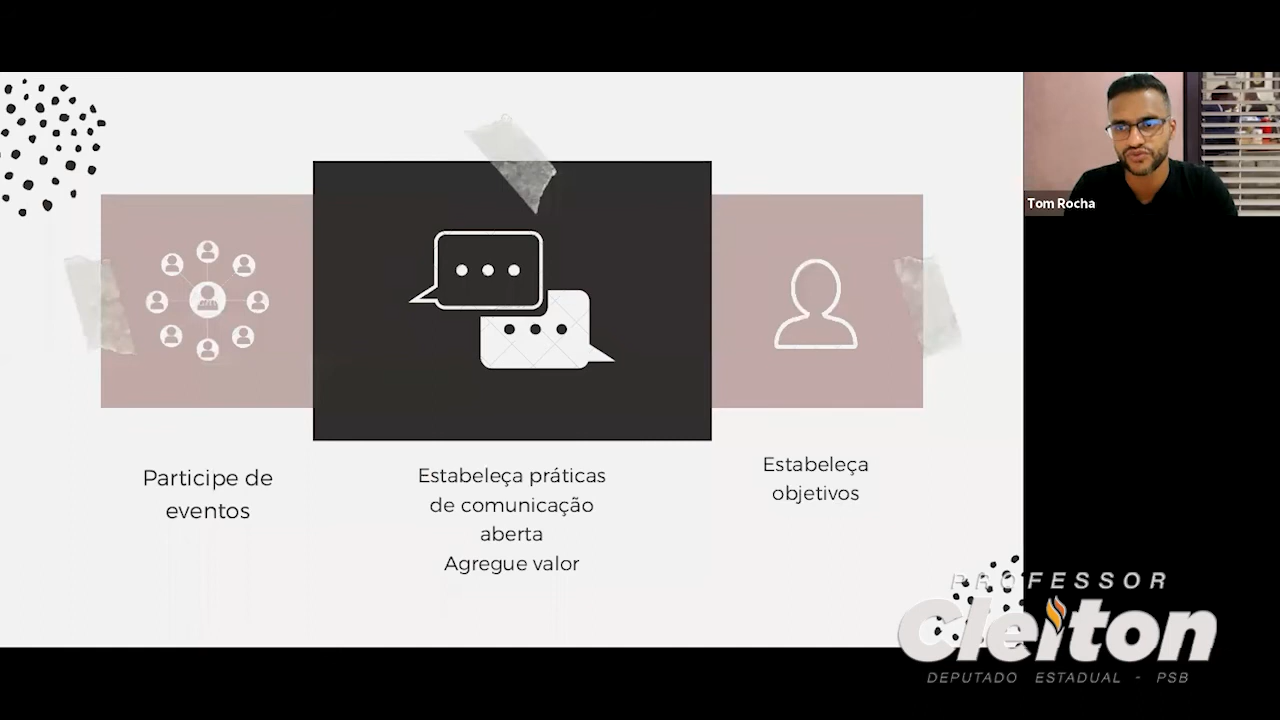 Tom Rocha
Participe de
eventos
Estabeleça práticas
de comunicação
aberta
Agregue valor
Estabeleça
objetivos
PROFESSOR
Cleiton
DEPUTADO ESTADUAL - PSB